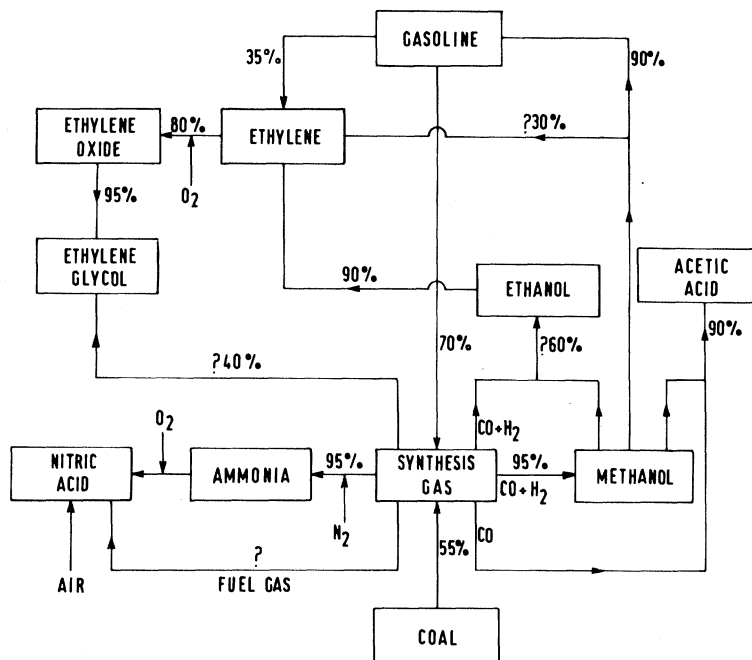 GASOLINE
35%
90%
ETHYLENE
OXIDE
80%
ETHYLENE
?30%
O2
95%
ETHYLENE
GLYCOL
90%
ETHANOL
ACETIC
ACID
70%
?60%
90%
?40%
O2
CO+H2
NITRIC
ACID
AMMONIA
95%
SYNTHESIS
GAS
95%
CO+H2
METHANOL
N2
55%
CO
?
AIR
FUEL GAS
COAL